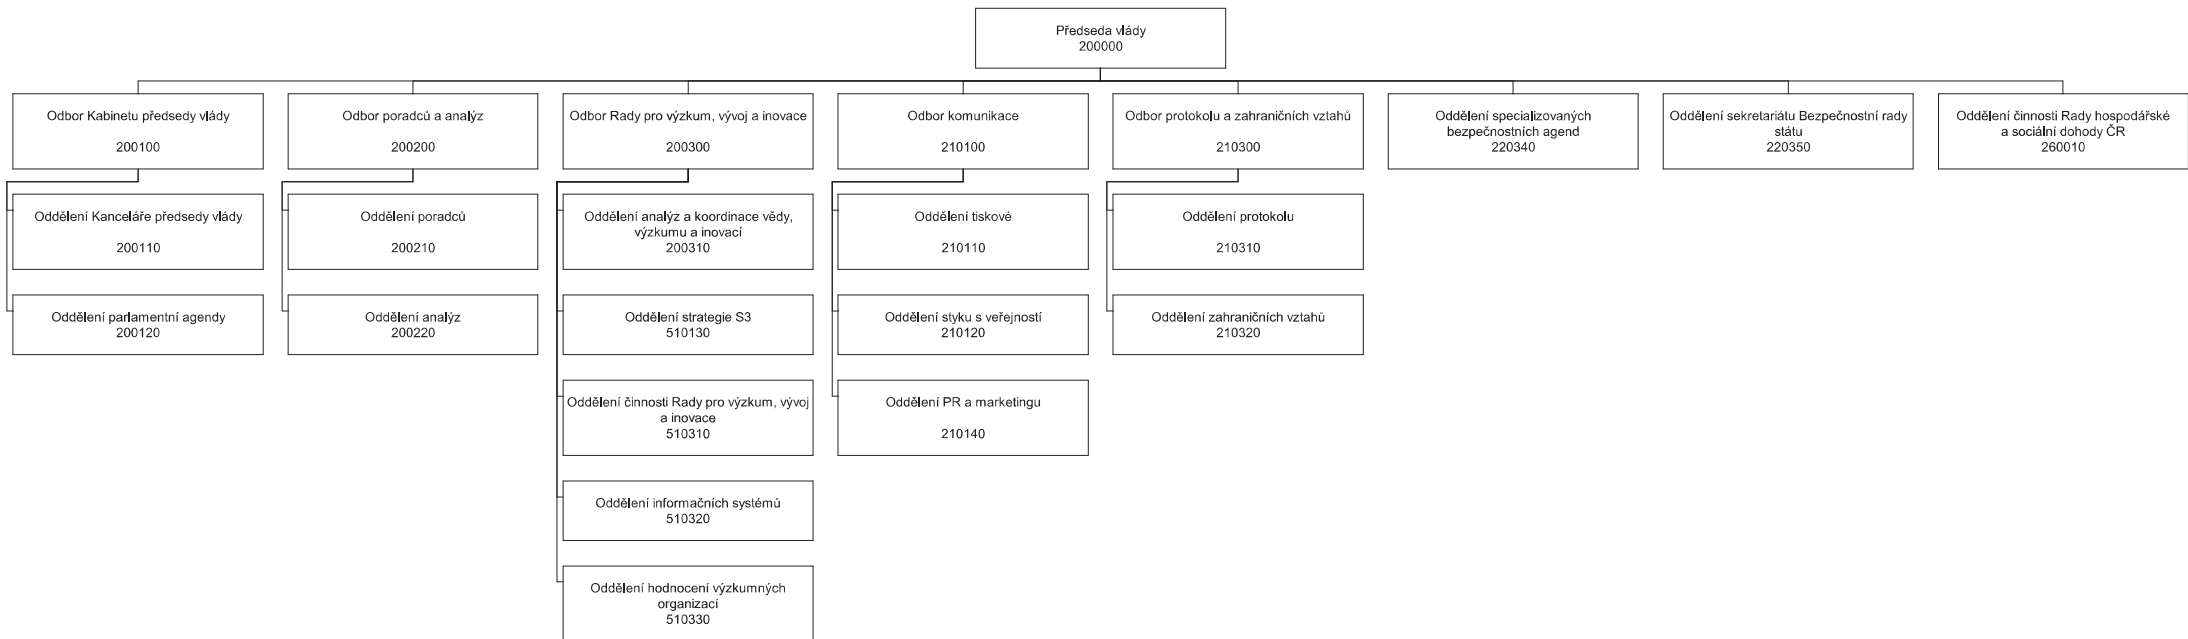 Předseda vlády
200000
Odbor Kabinetu předsedy vlády
200100
Odbor poradců a analýz
200200
Odbor Rady pro výzkum, vývoj a inovace
200300
Odbor komunikace
210100
Odbor protokolu a zahraničních vztahů
210300
Oddělení specializovaných
bezpečnostních agend
220340
Oddělení sekretariátu Bezpečnostní rady
státu
220350
Oddělení činnosti Rady hospodářské
a sociální dohody ČR
260010
Oddělení Kanceláře předsedy vlády
200110
Oddělení parlamentní agendy
200120
Oddělení poradců
200210
Oddělení analýz
200220
Oddělení analýz a koordinace vědy,
výzkumu a inovací
200310
Oddělení strategie S3
510130
Oddělení činnosti Rady pro výzkum, vývoj
a inovace
510310
Oddělení informačních systémů
510320
Oddělení hodnocení výzkumných
organizací
510330
Oddělení tiskové
210110
Oddělení styku s veřejností
210120
Oddělení PR a marketingu
210140
Oddělení protokolu
210310
Oddělení zahraničních vztahů
210320